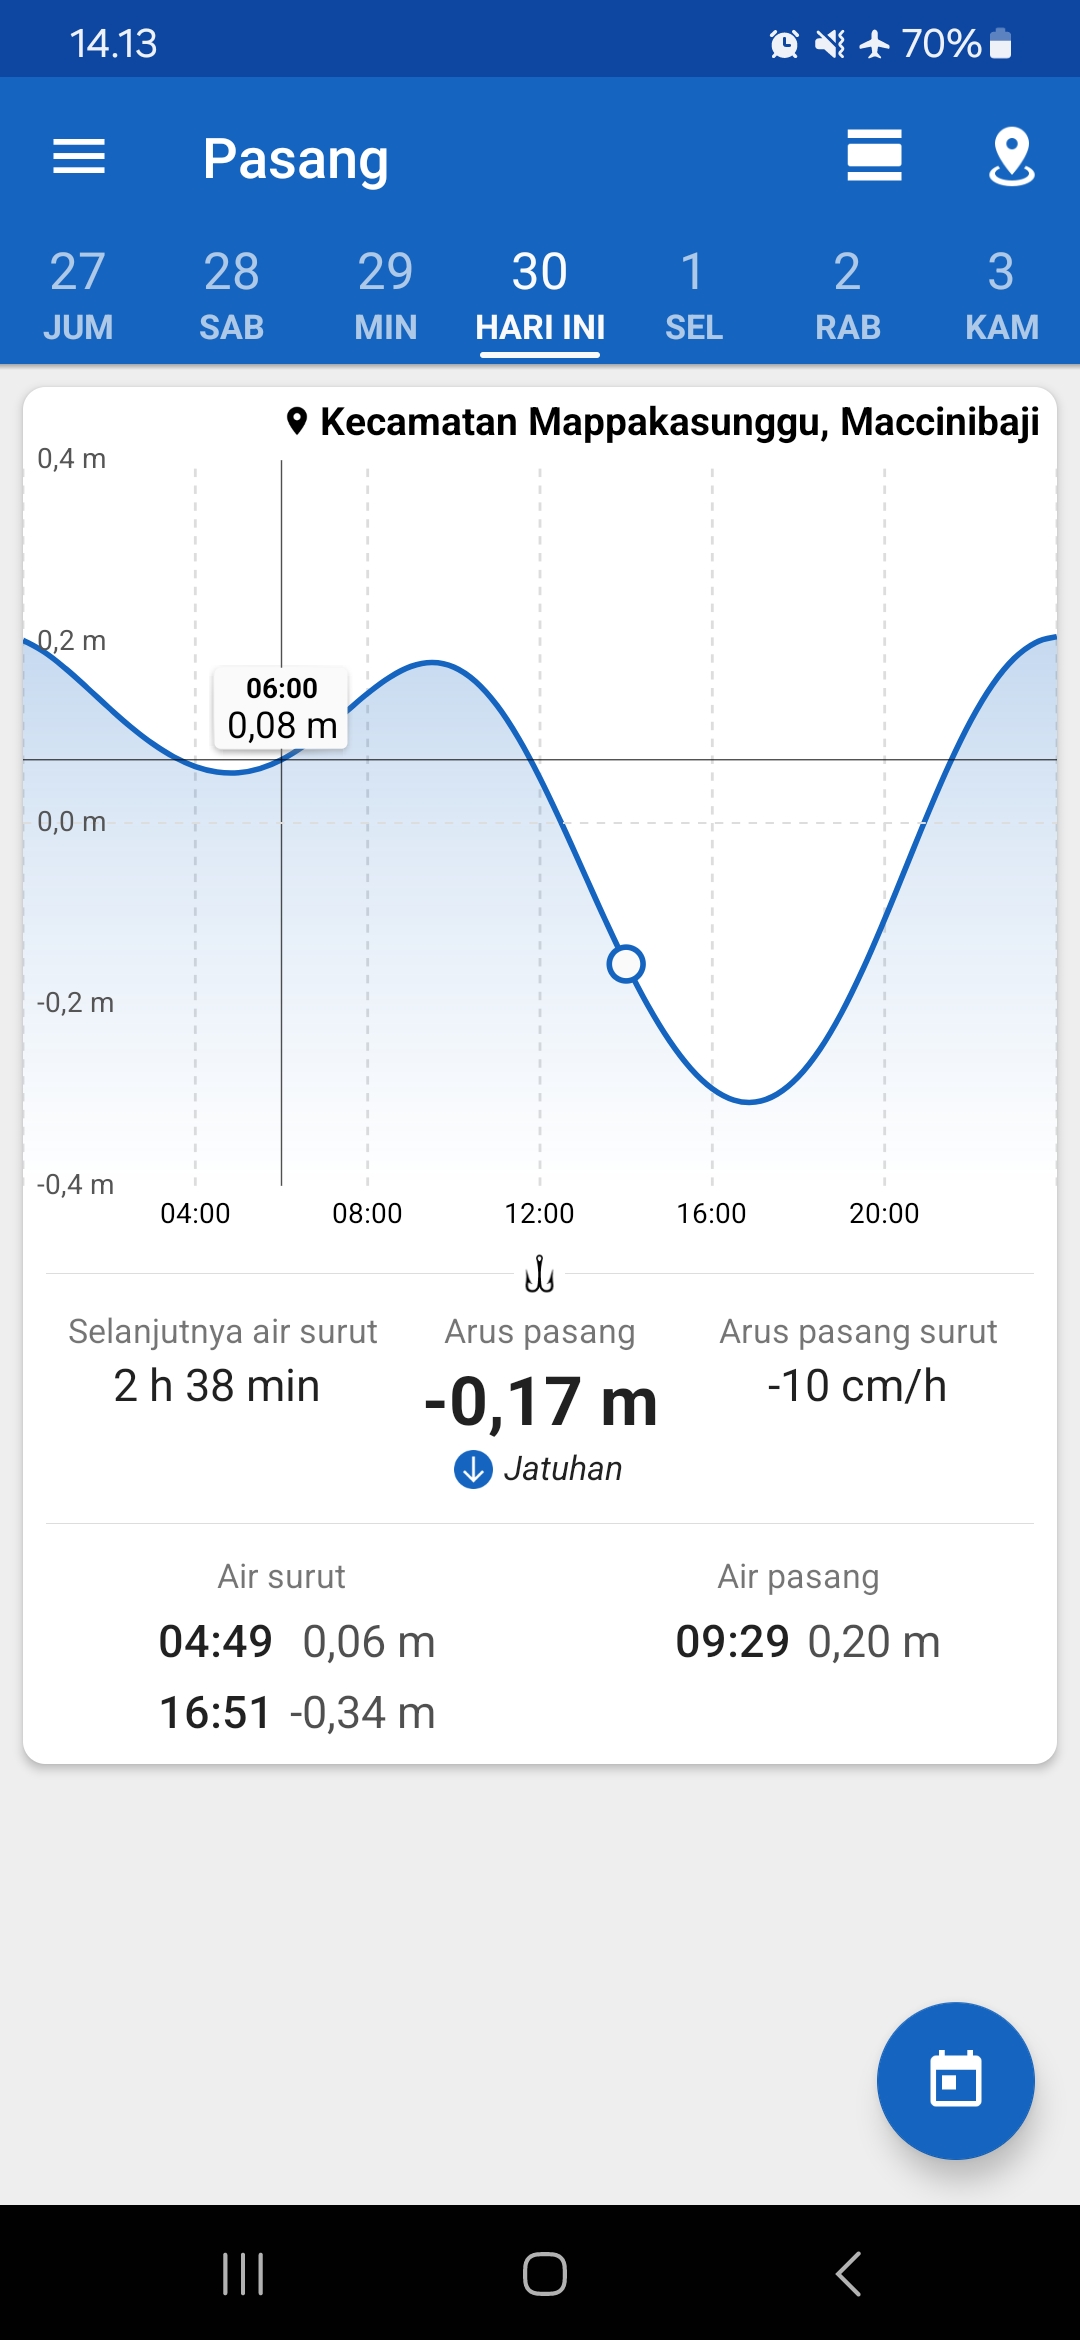 14.13
70%
Pasang
27 28 29 30 1 2 3
JUM SAB MIN HARI INI SEL RAB KAM
Kecamatan Mappakasunggu, Maccinibaji
0,4 m
0,2 m
06:00
0,08 m
0,0 m
-0,2 m
-0,4 m
04:00 08:00 12:00 16:00 20:00
Selanjutnya air surut
2 h 38 min
Arus pasang
-0,17 m
Jatuhan
Arus pasang surut
-10 cm/h
Air surut
04:49 0,06 m
16:51 -0,34 m
Air pasang
09:29 0,20 m